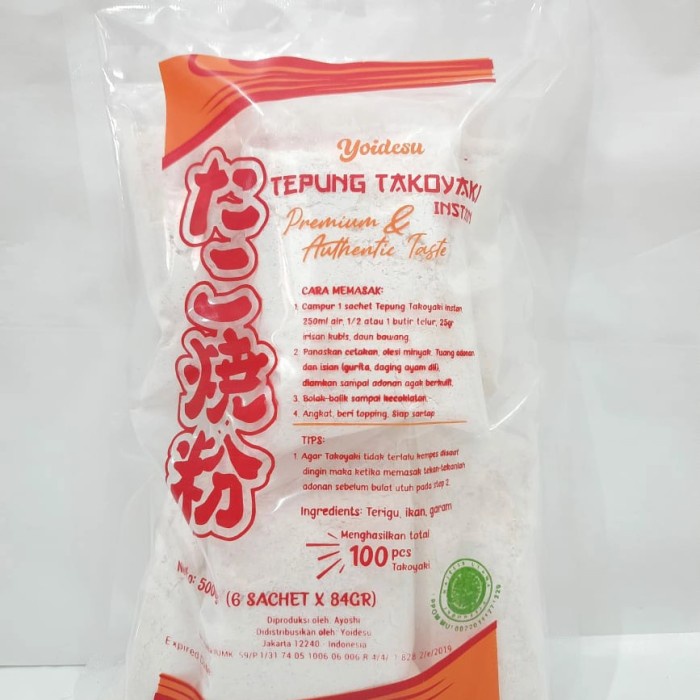 たこ焼粉
Yoidesu
TEPUNG TAKOYAKI
INSTAN
Premium &
Authentic Taste
CARA MEMASAK:
1. Campur 1 sachet Tepung Takoyaki instan
250ml air, 1/2 atau 1 butir telur, 25gr
irisan kubis, daun bawang.
2. Panaskan cetakan, olesi minyak. Tuang adonan
dan isian (gurita, daging ayam dll)
diamkan sampai adonan agak berkulit.
3. Bolak-balik sampai kecoklatan
4. Angkat, beri topping. Siap santap
TIPS:
1. Agar Takoyaki tidak terlalu kempes disaat
dingin maka ketika memasak tekan-tekanlah
adonan sebelum bulat utuh pada step 2.
Ingredients: Terigu, ikan, garam
Menghasilkan total
100 pcs
Takoyaki.
500g (6 SACHET X 84GR)
Diproduksi oleh: Ayoshi
Didistribusikan oleh: Yoidesu
Jakarta 12240 - Indonesia
Expired